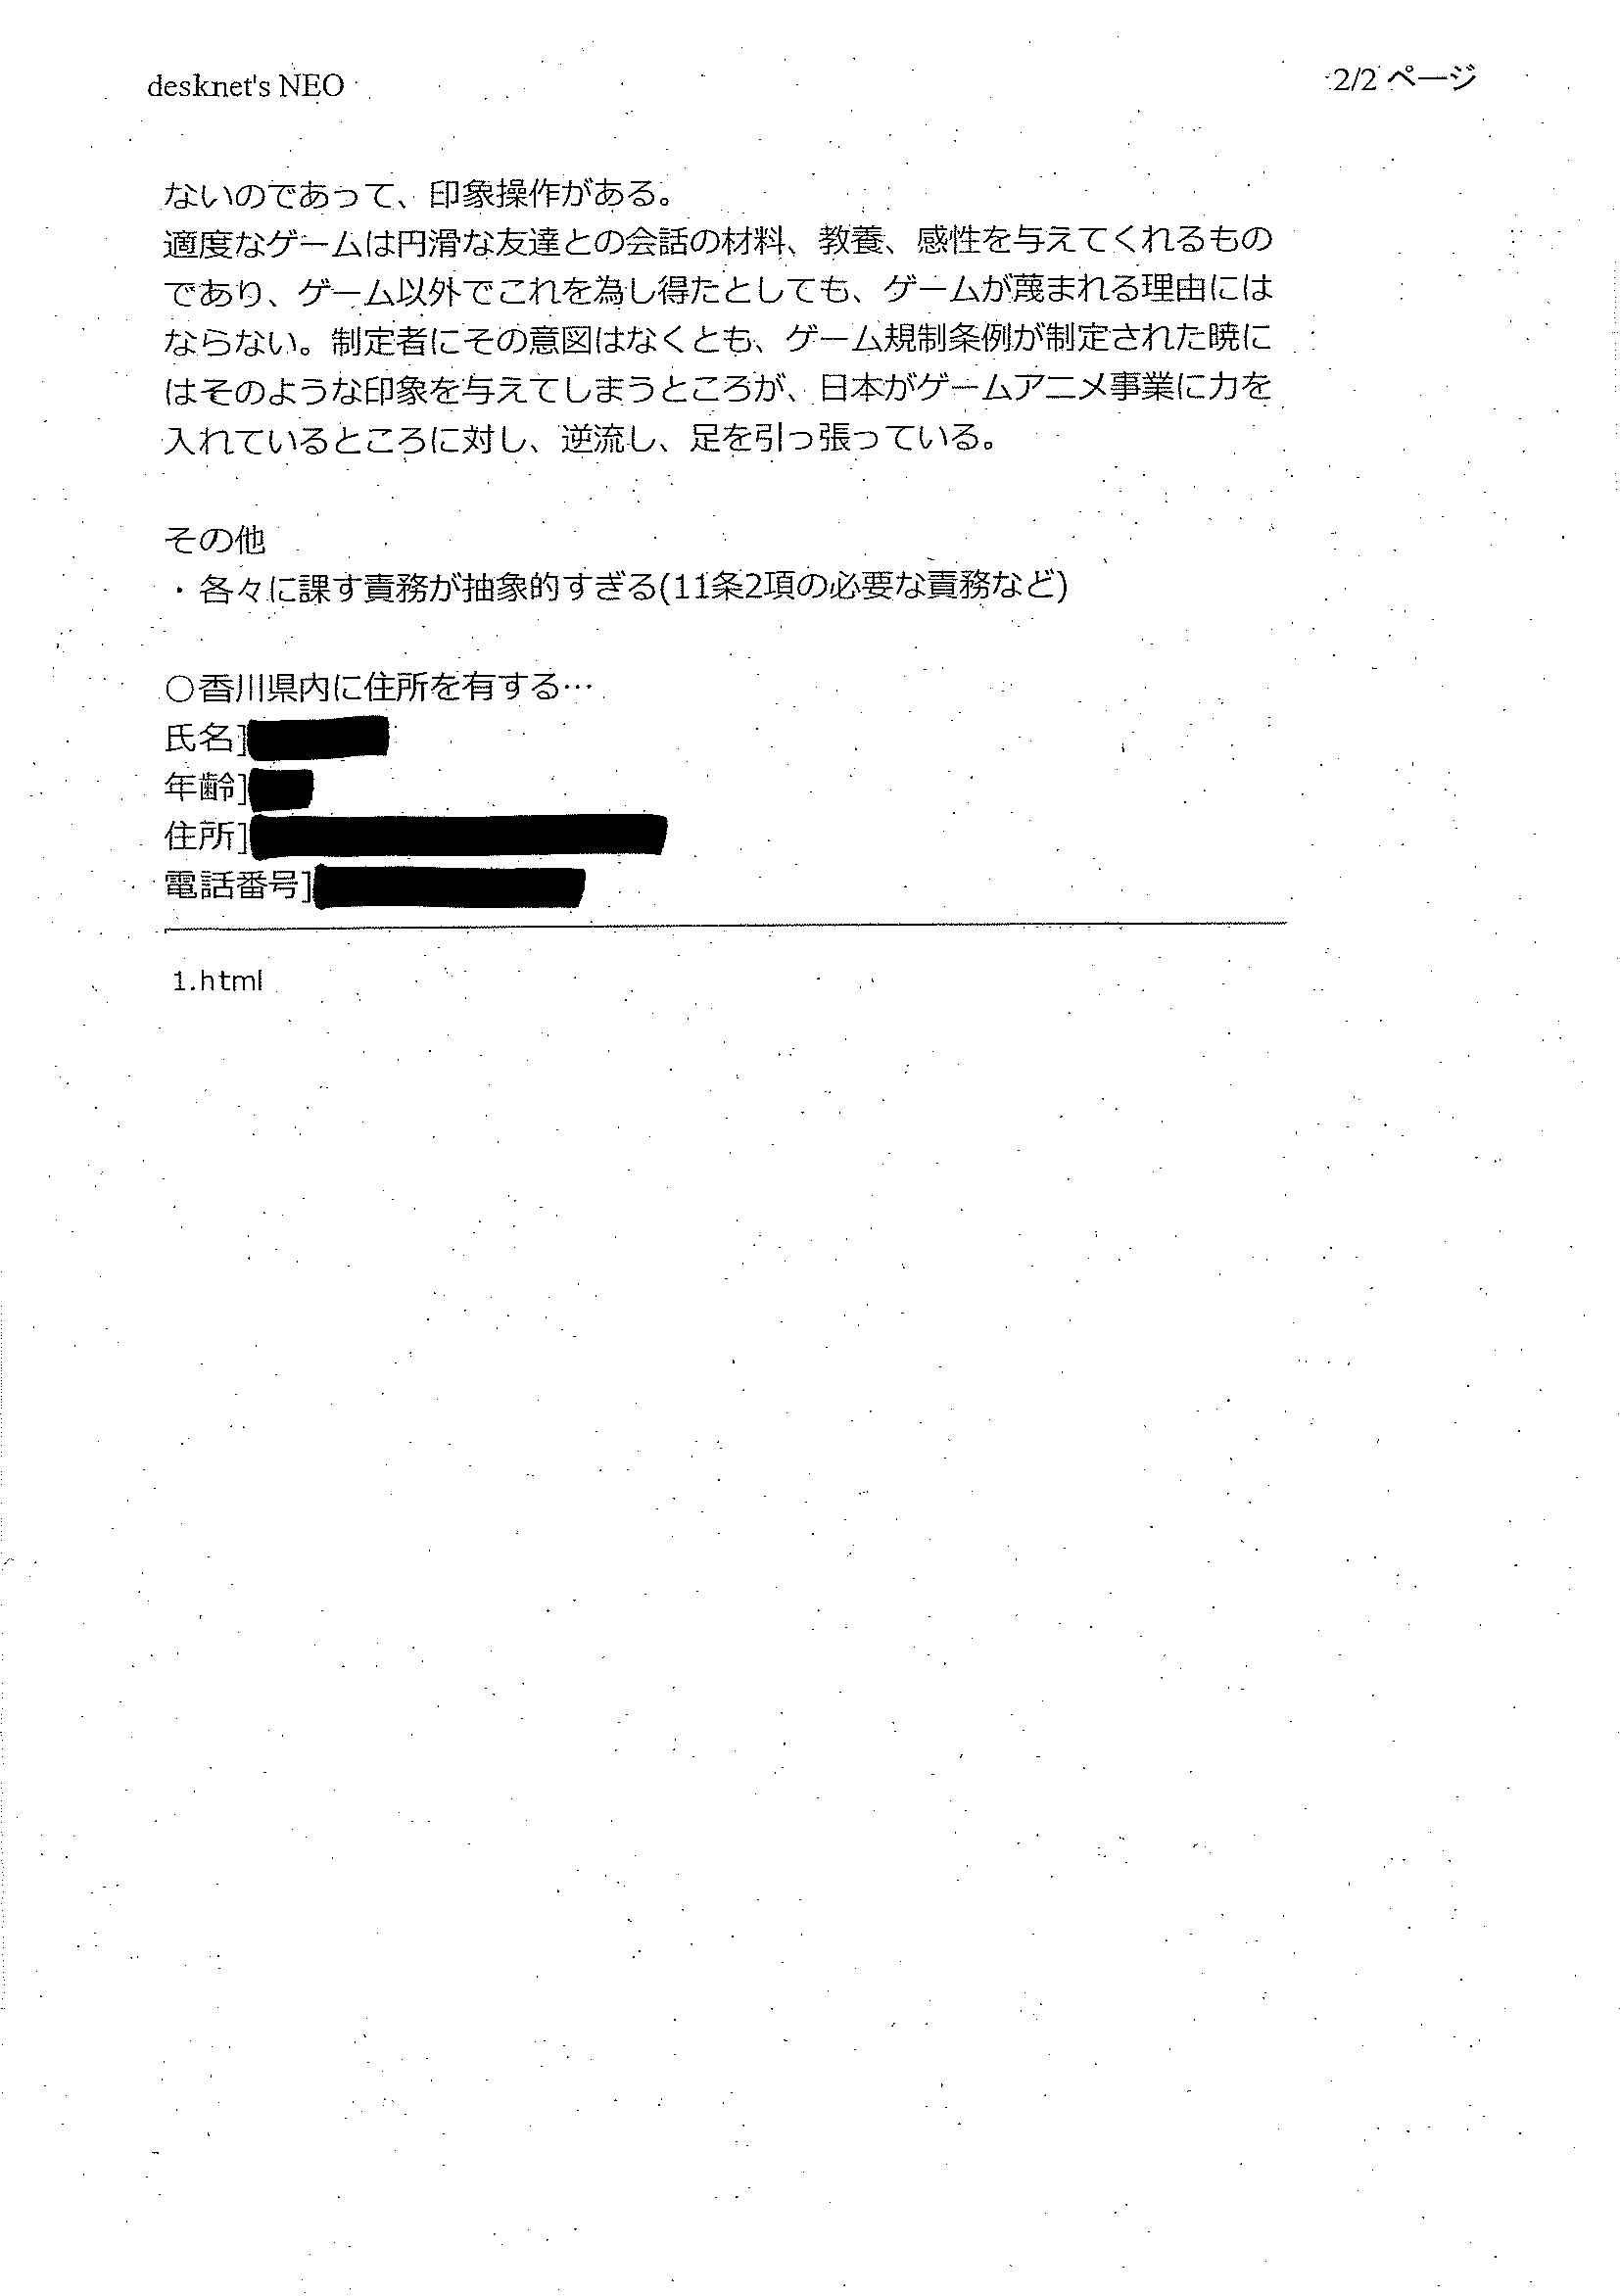 desknet's NEO
2/2 ページ
ないのであって、印象操作がある。
適度なゲームは円滑な友達との会話の材料、教養、感性を与えてくれるもの
であり、ゲーム以外でこれを為し得たとしても、ゲームが蔑まれる理由には
ならない。制定者にその意図はなくとも、ゲーム規制条例が制定された暁に
はそのような印象を与えてしまうところが、日本がゲームアニメ事業に力を
入れているところに対し、逆流し、足を引っ張っている。
その他
・各々に課す責務が抽象的すぎる(11条2項の必要な責務など)
〇香川県内に住所を有する…
氏名]
年齢]
住所]
電話番号]
1.html